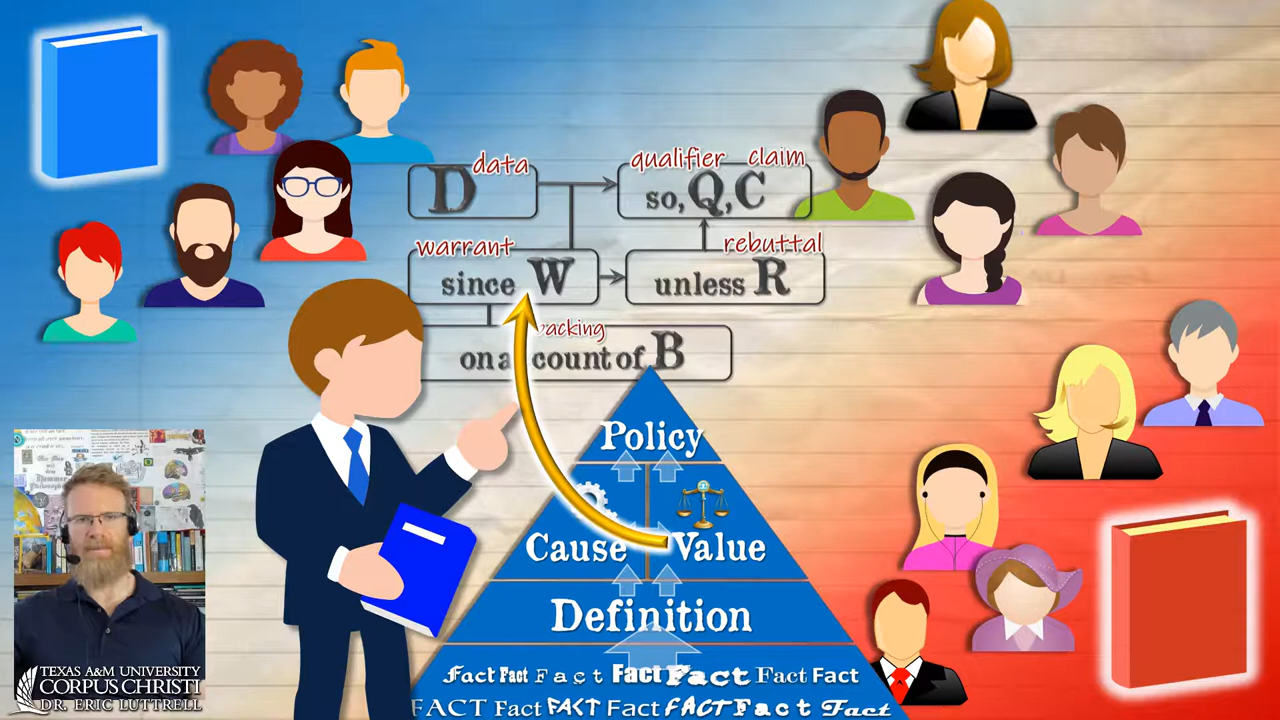 data
D
qualifier claim
so, Q, C
warrant
since W
rebuttal
unless R
backing
on account of B
Policy
Cause
Value
Definition
Fact Fact Fact Fact Fact Fact Fact
FACT Fact FACT Fact FACT Fact Fact
TEXAS A&M UNIVERSITY
CORPUS CHRISTI
DR. ERIC LUTTRELL